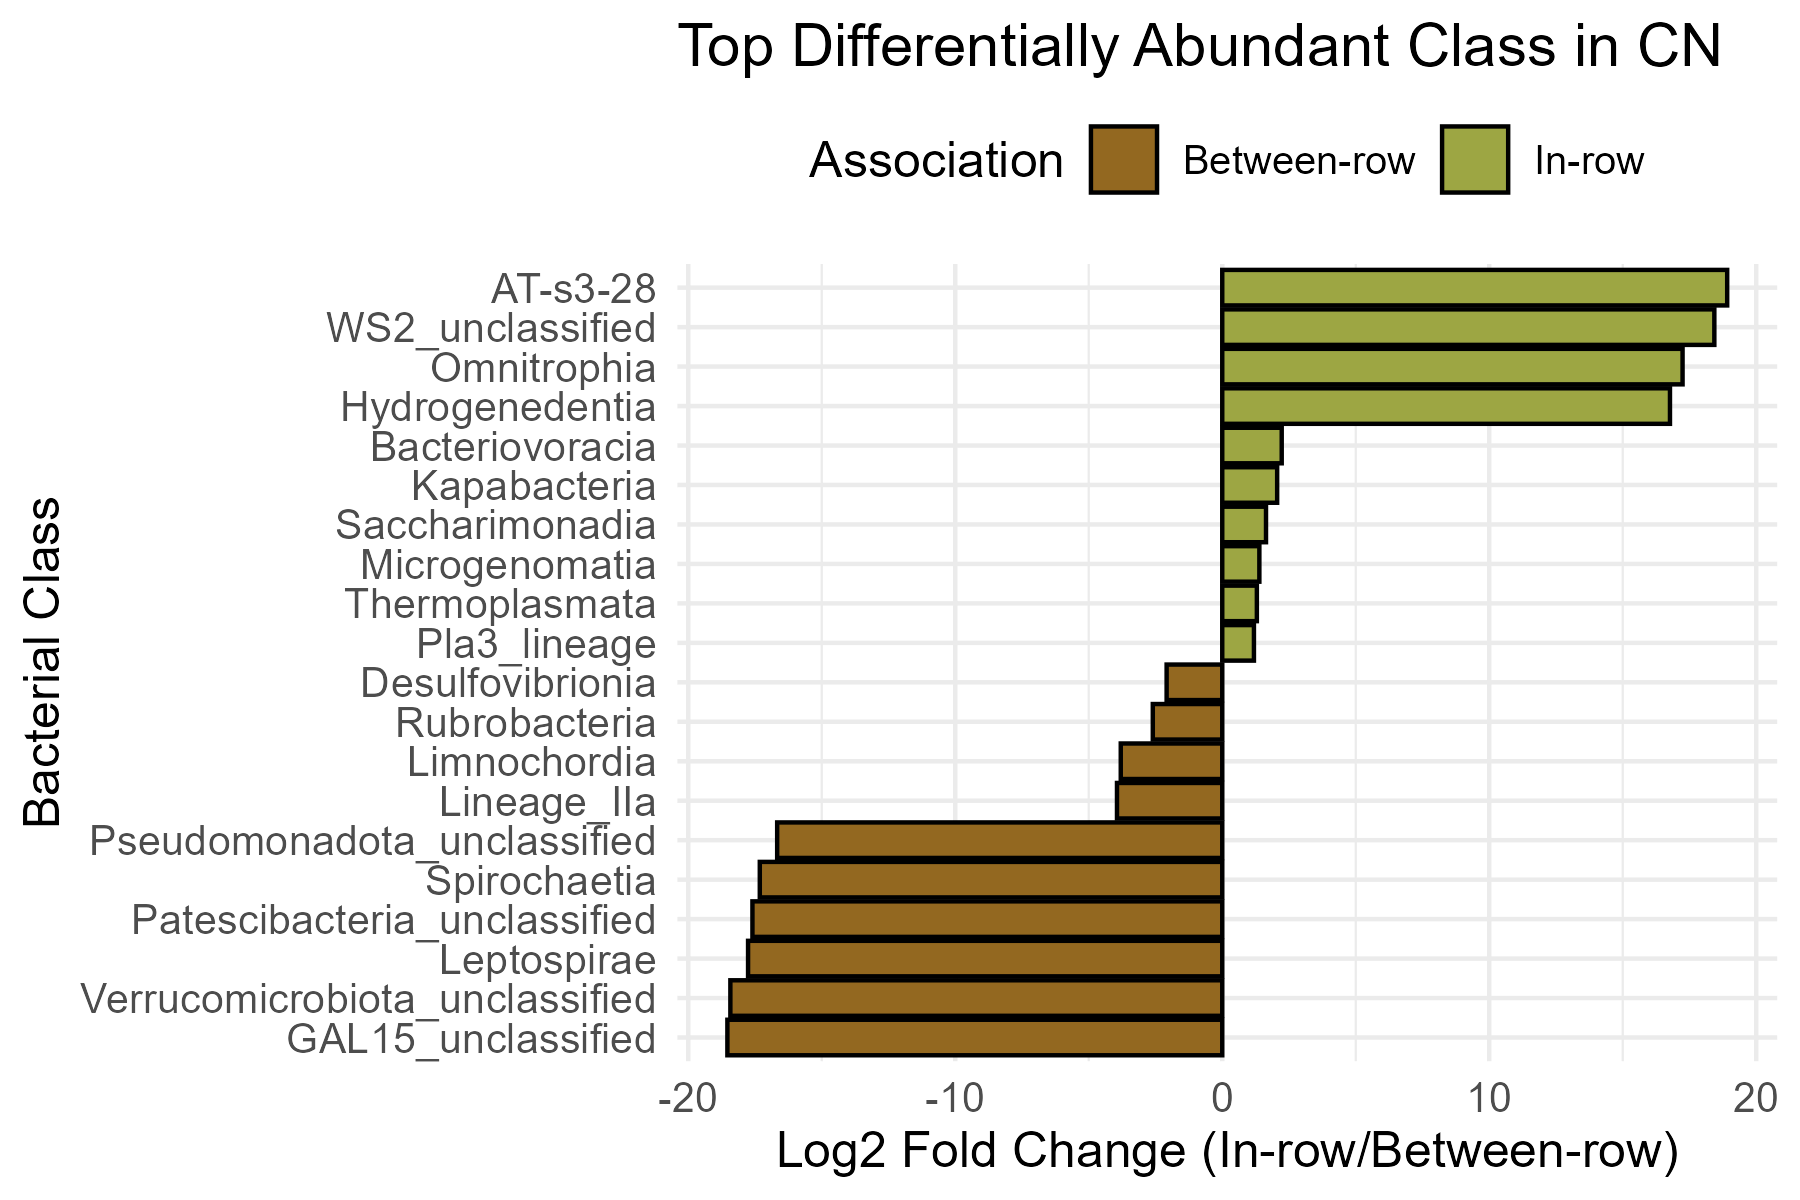 Top Differentially Abundant Class in CN
Association Between-row In-row
AT-s3-28
WS2_unclassified
Omnitrophia
Hydrogenedentia
Bacteriovoracia
Kapabacteria
Saccharimonadia
Microgenomatia
Thermoplasmata
Pla3_lineage
Desulfovibrionia
Rubrobacteria
Limnochordia
Lineage_IIa
Pseudomonadota_unclassified
Spirochaetia
Patescibacteria_unclassified
Leptospirae
Verrucomicrobiota_unclassified
GAL15_unclassified
Bacterial Class
-20 -10 0 10 20
Log2 Fold Change (In-row/Between-row)